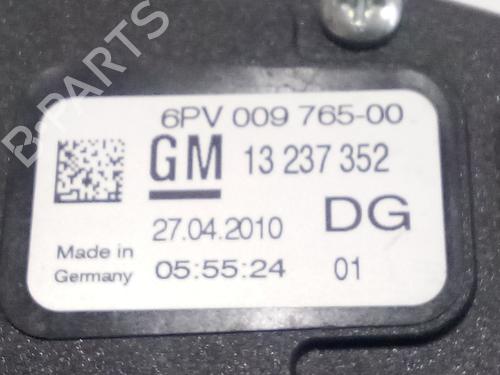 B-PARTS
6PV 009 765-00
GM 13 237 352
27.04.2010 DG
Made in Germany
05:55:24 01